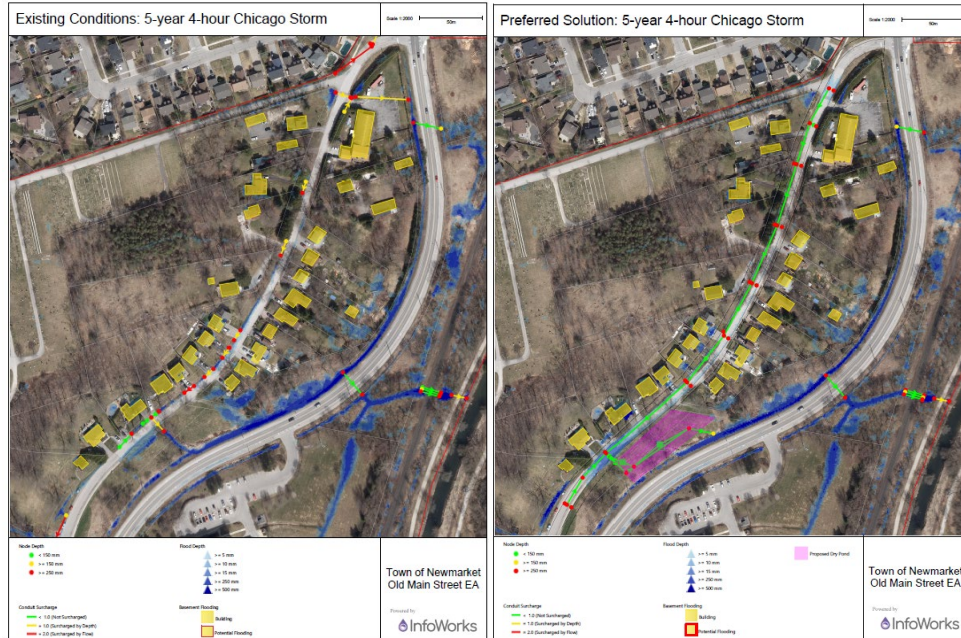 Existing Conditions: 5-year 4-hour Chicago Storm
Scale 1:2000
50m
Node Depth
< 150 mm
>= 150 mm
>= 250 mm
Conduit Surcharge
< 1.0 (Not Surcharged)
= 1.0 (Surcharged by Depth)
= 2.0 (Surcharged by Flow)
Flood Depth
>= 5 mm
>= 10 mm
>= 15 mm
>= 250 mm
>= 500 mm
Basement Flooding
Building
Potential Flooding
Town of Newmarket
Old Main Street EA
Powered by
InfoWorks
Preferred Solution: 5-year 4-hour Chicago Storm
Scale 1:2000
50m
Node Depth
< 150 mm
>= 150 mm
>= 250 mm
Conduit Surcharge
< 1.0 (Not Surcharged)
= 1.0 (Surcharged by Depth)
= 2.0 (Surcharged by Flow)
Flood Depth
>= 5 mm
>= 10 mm
>= 15 mm
>= 250 mm
>= 500 mm
Basement Flooding
Building
Potential Flooding
Proposed Dry Pond
Town of Newmarket
Old Main Street EA
Powered by
InfoWorks